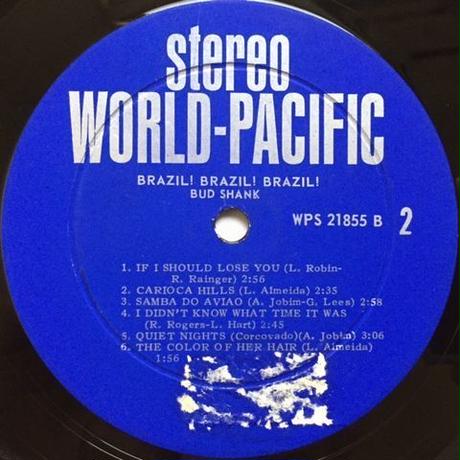 stereo
WORLD-PACIFIC
BRAZIL! BRAZIL! BRAZIL!
BUD SHANK
WPS 21855 B 2
1. IF I SHOULD LOSE YOU (L. Robin-
R. Rainger) 2:56
2. CARIOCA HILLS (L. Almeida) 2:35
3. SAMBA DO AVIAO (A. Jobim-G. Lees) 2:58
4. I DIDN'T KNOW WHAT TIME IT WAS
(R. Rogers-L. Hart) 2:45
5. QUIET NIGHTS (Corcovado)(A. Jobim) 3:06
6. THE COLOR OF HER HAIR (L. Almeida)
1:56